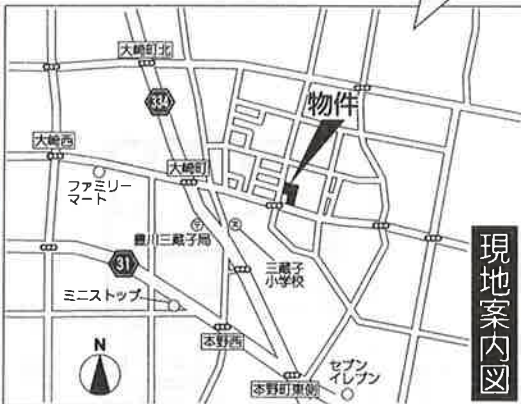 大崎町北
334
物件
大崎西
大崎町
ファミリー
マート
豊川三蔵子局
〒
文
三蔵子
小学校
31
ミニストップ
本野西
セブン
イレブン
本野町東側
N
現地案内図